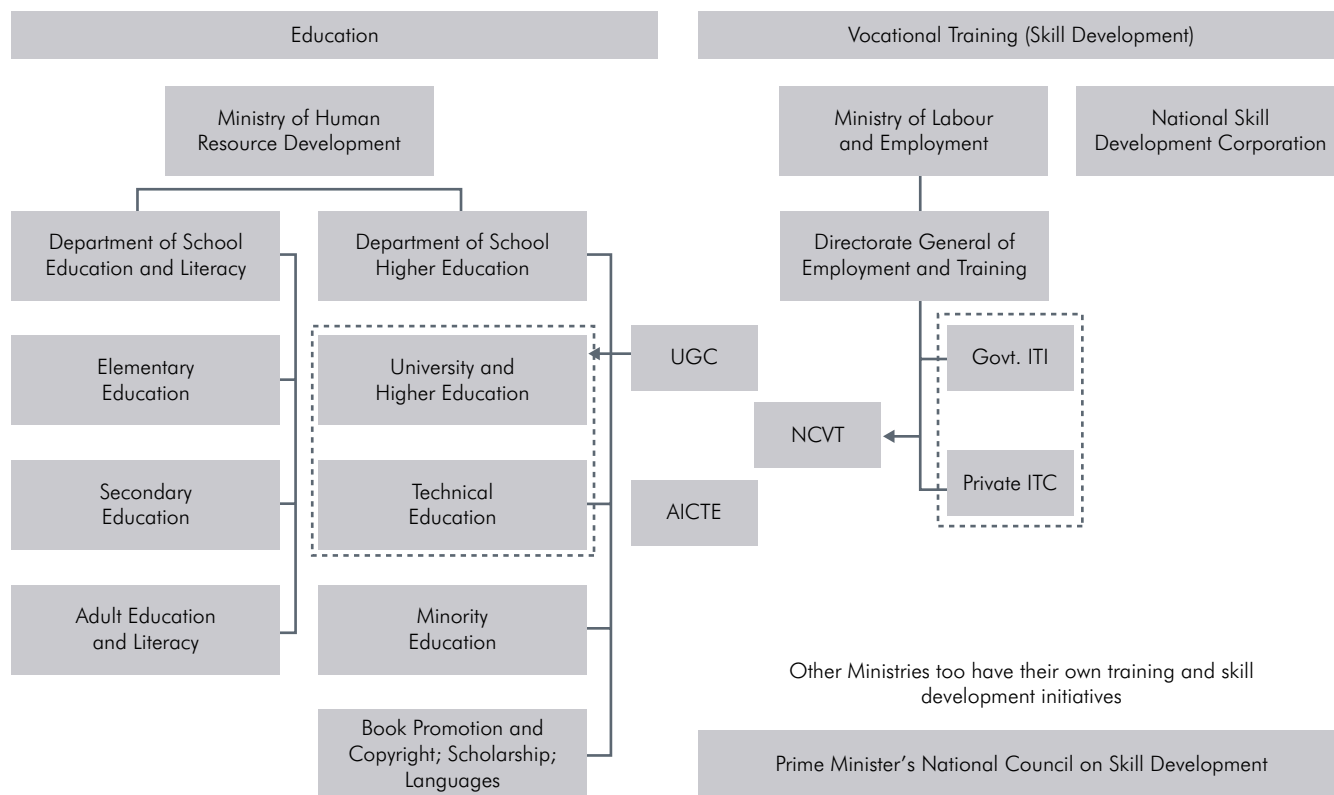 Education
Vocational Training (Skill Development)
Ministry of Human
Resource Development
Ministry of Labour
and Employment
National Skill
Development Corporation
Department of School
Education and Literacy
Department of School
Higher Education
Directorate General of
Employment and Training
Elementary
Education
University and
Higher Education
UGC
Govt. ITI
NCVT
Secondary
Education
Technical
Education
AICTE
Private ITC
Adult Education
and Literacy
Minority
Education
Other Ministries too have their own training and skill
development initiatives
Book Promotion and
Copyright; Scholarship;
Languages
Prime Minister’s National Council on Skill Development